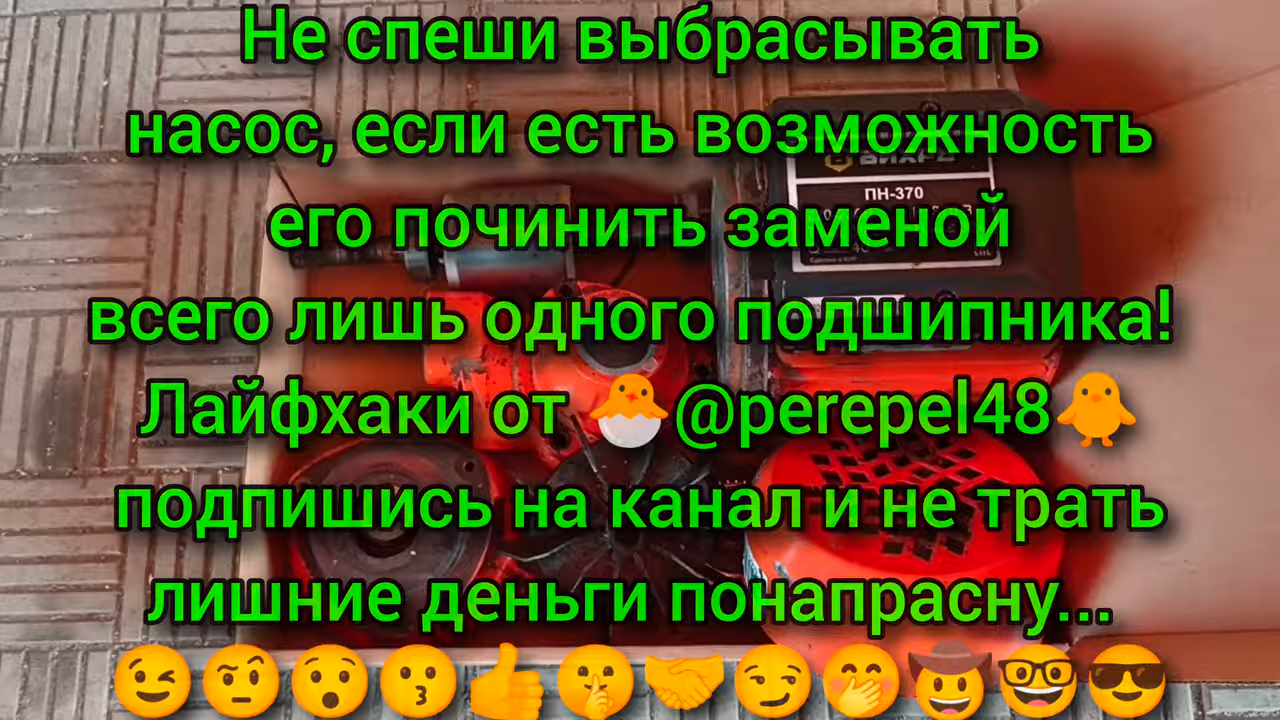 Не спеши выбрасывать
насос, если есть возможность
его починить заменой
всего лишь одного подшипника!
Лайфхаки от 🐣@perepel48🐥
подпишись на канал и не трать
лишние деньги понапрасну...
😉🤨😯😗👍🤫🤝😏🤭🤠🤓😎
ВИХРЬ
ПН-370